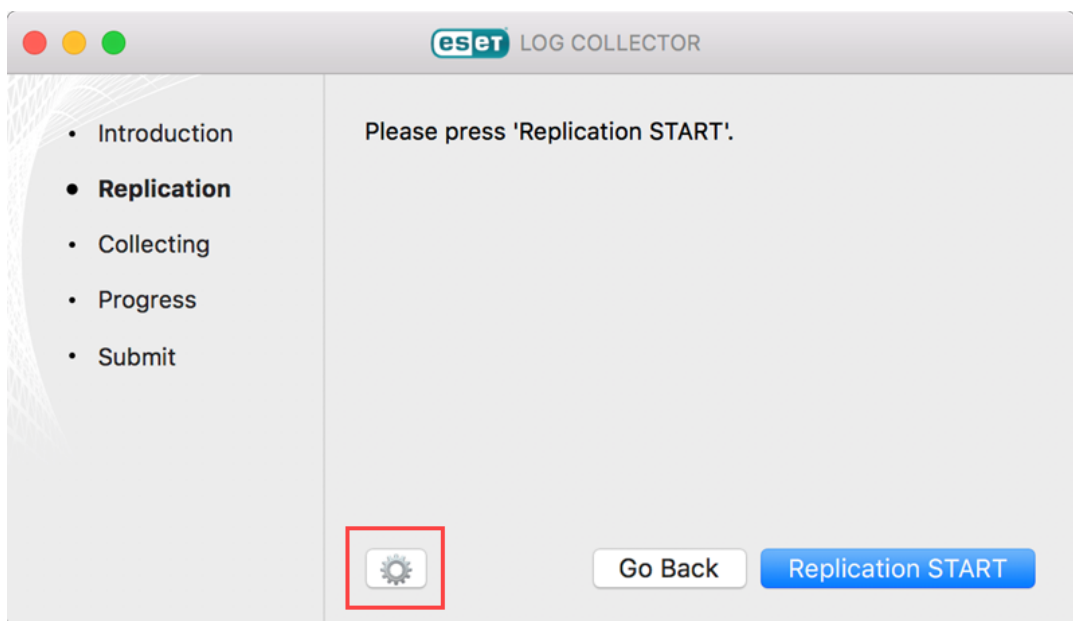 eset LOG COLLECTOR
Introduction
Replication
Collecting
Progress
Submit
Please press 'Replication START'.
Go Back
Replication START